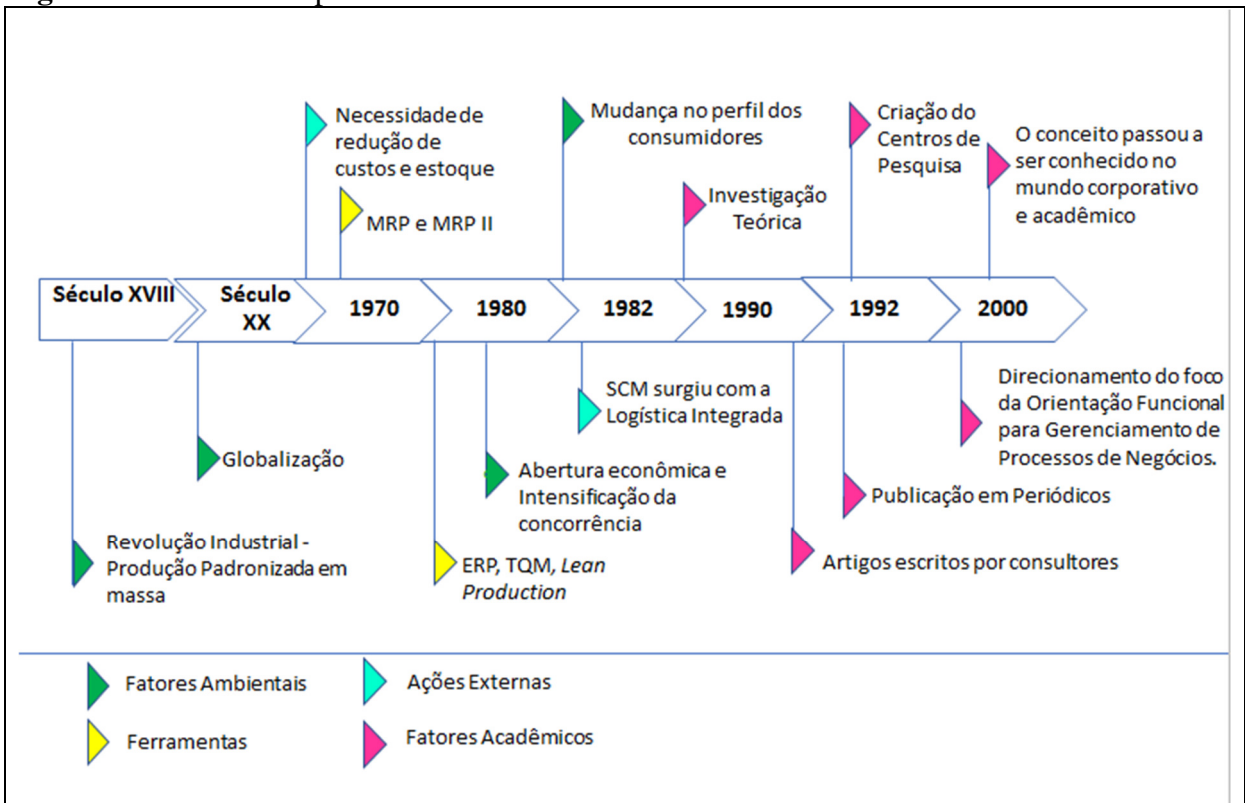 Necessidade de
redução de
custos e estoque
MRP e MRP II
Mudança no perfil dos
consumidores
Investigação
Teórica
Criação do
Centros de
Pesquisa
O conceito passou a
ser conhecido no
mundo corporativo
e acadêmico
Século XVIII
Século
XX
1970
1980
1982
1990
1992
2000
Revolução Industrial -
Produção Padronizada em
massa
Globalização
ERP, TQM, Lean
Production
Abertura econômica e
Intensificação da
concorrência
SCM surgiu com a
Logística Integrada
Artigos escritos por consultores
Publicação em Periódicos
Direcionamento do foco
da Orientação Funcional
para Gerenciamento de
Processos de Negócios.
Fatores Ambientais
Ações Externas
Ferramentas
Fatores Acadêmicos